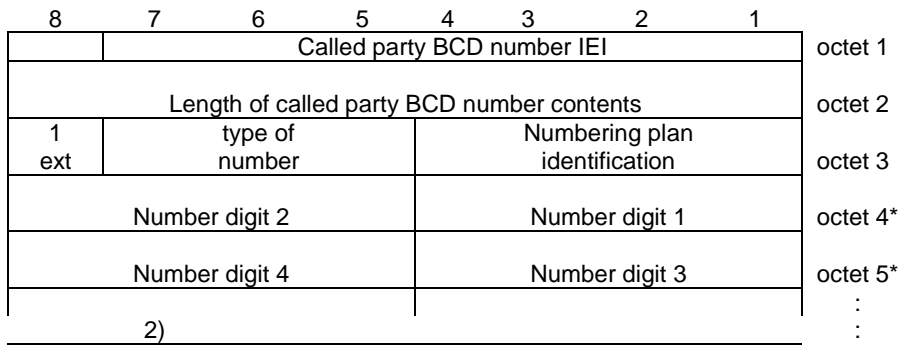 8 7 6 5 4 3 2 1
Called party BCD number IEI octet 1
Length of called party BCD number contents octet 2
1 type of Numbering plan
ext number identification octet 3
Number digit 2 Number digit 1 octet 4*
Number digit 4 Number digit 3 octet 5*
:
2) :